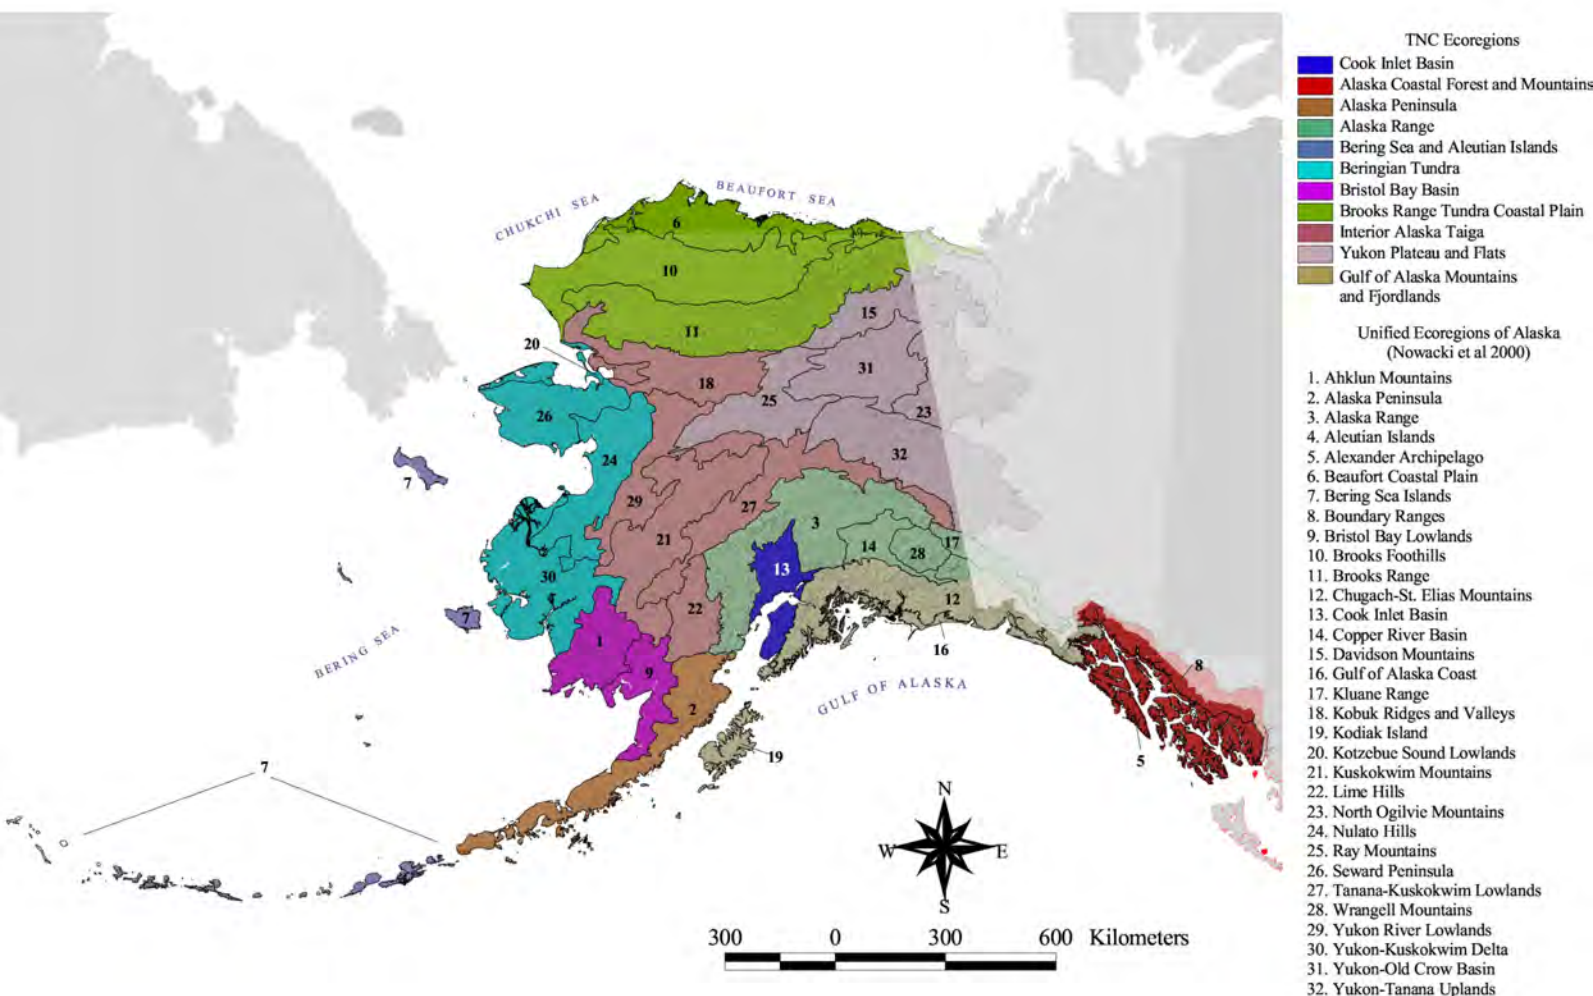 TNC Ecoregions
Cook Inlet Basin
Alaska Coastal Forest and Mountains
Alaska Peninsula
Alaska Range
Bering Sea and Aleutian Islands
Beringian Tundra
Bristol Bay Basin
Brooks Range Tundra Coastal Plain
Interior Alaska Taiga
Yukon Plateau and Flats
Gulf of Alaska Mountains
and Fjordlands
Unified Ecoregions of Alaska
(Nowacki et al 2000)
1. Ahklun Mountains
2. Alaska Peninsula
3. Alaska Range
4. Aleutian Islands
5. Alexander Archipelago
6. Beaufort Coastal Plain
7. Bering Sea Islands
8. Boundary Ranges
9. Bristol Bay Lowlands
10. Brooks Foothills
11. Brooks Range
12. Chugach-St. Elias Mountains
13. Cook Inlet Basin
14. Copper River Basin
15. Davidson Mountains
16. Gulf of Alaska Coast
17. Kluane Range
18. Kobuk Ridges and Valleys
19. Kodiak Island
20. Kotzebue Sound Lowlands
21. Kuskokwim Mountains
22. Lime Hills
23. North Ogilvie Mountains
24. Nulato Hills
25. Ray Mountains
26. Seward Peninsula
27. Tanana-Kuskokwim Lowlands
28. Wrangell Mountains
29. Yukon River Lowlands
30. Yukon-Kuskokwim Delta
31. Yukon-Old Crow Basin
32. Yukon-Tanana Uplands
BEAUFORT SEA
CHUKCHI SEA
6
10
15
11
20
31
18
25
26
23
24
32
7
29
27
3
17
21
14
28
13
30
12
22
7
1
16
BERING SEA
8
9
GULF OF ALASKA
2
19
5
7
N
W
E
S
300
0
300
600
Kilometers